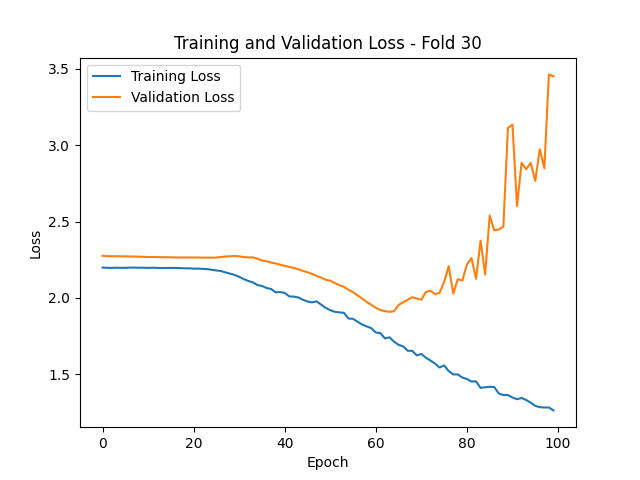 Training and Validation Loss - Fold 30
Training Loss
Validation Loss
3.5
3.0
2.5
2.0
1.5
Loss
0 20 40 60 80 100
Epoch